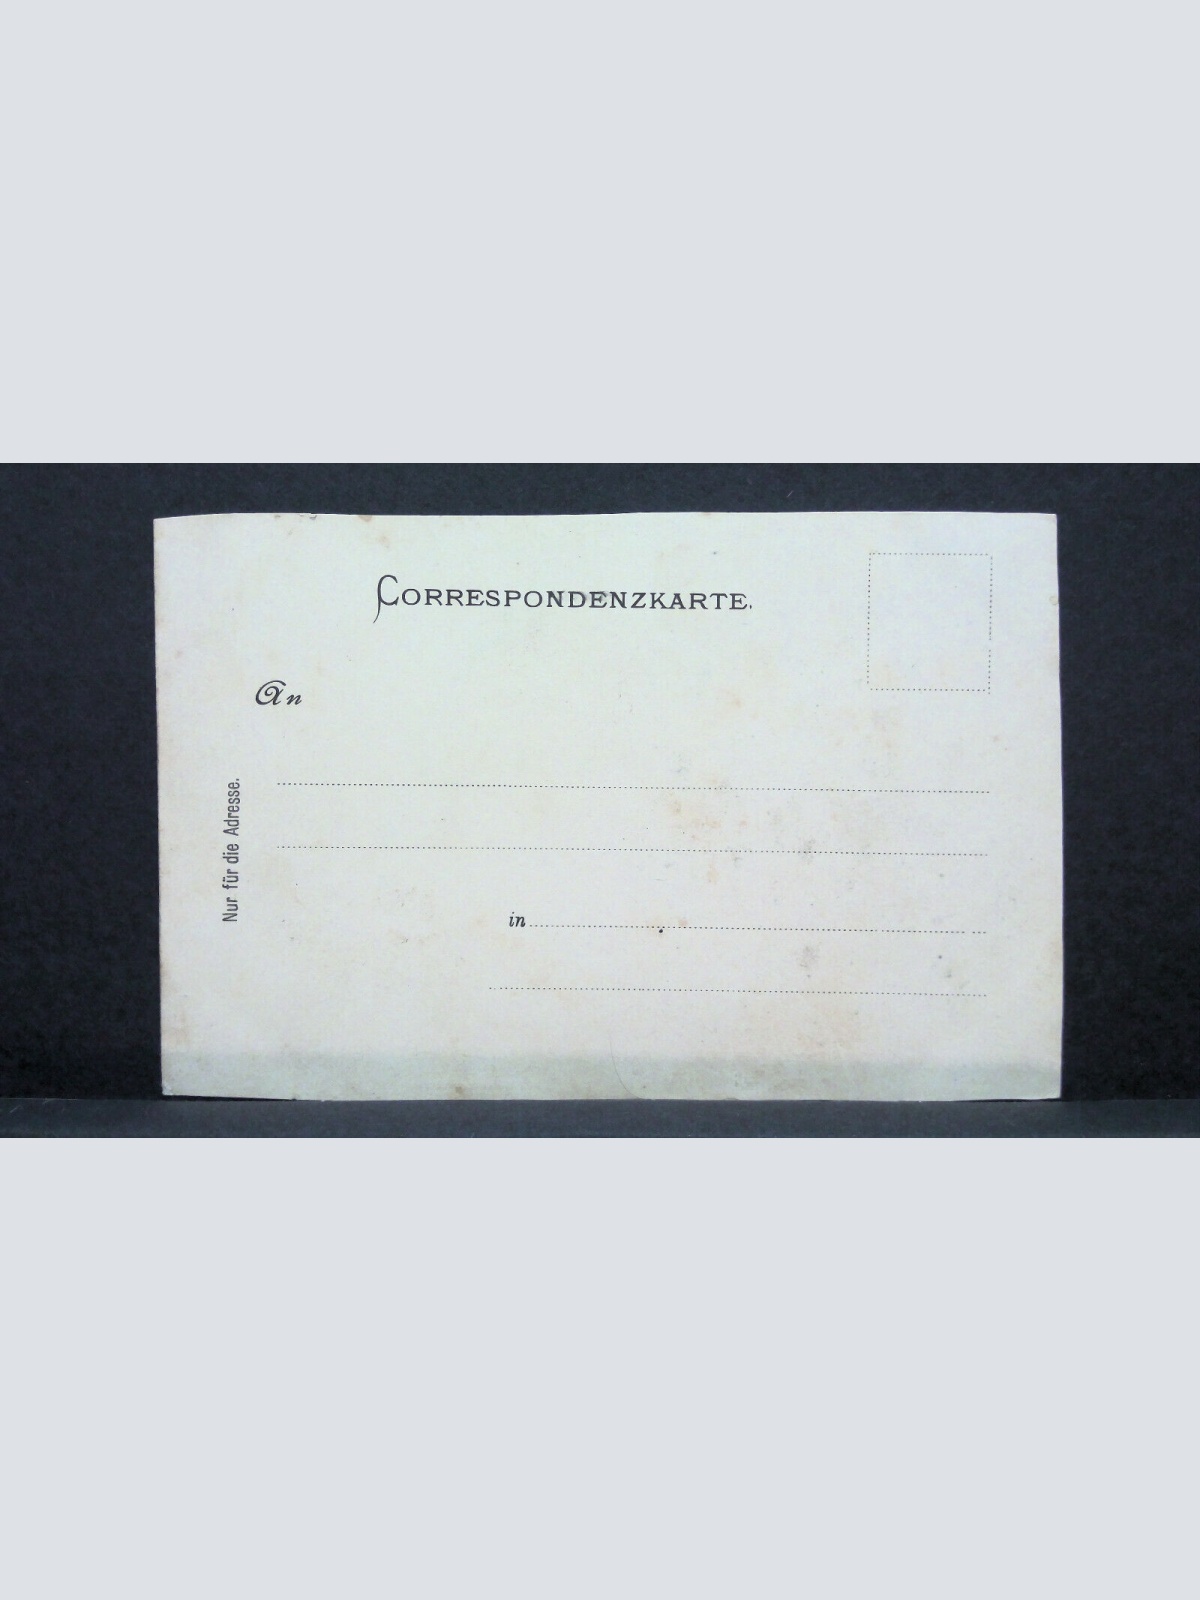 CORRESPONDENZKARTE.
An
Nur für die Adresse.
in